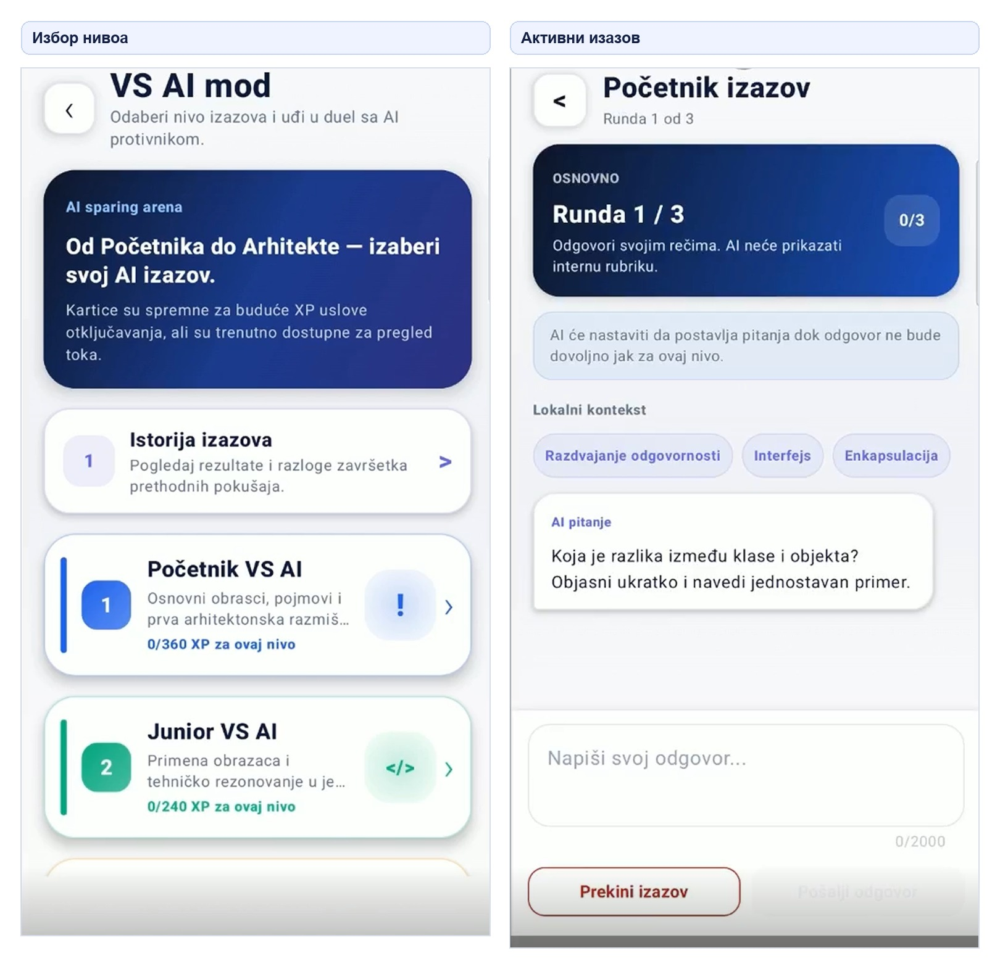 Избор нивоа
‹
VS AI mod
Odaberi nivo izazova i uđi u duel sa AI
protivnikom.
AI sparing arena
Od Početnika do Arhitekte — izaberi
svoj AI izazov.
Kartice su spremne za buduće XP uslove
otključavanja, ali su trenutno dostupne za pregled
toka.
1
Istorija izazova
Pogledaj rezultate i razloge završetka
prethodnih pokušaja.
>
1
Početnik VS AI
Osnovni obrasci, pojmovi i
prva arhitektonska razmiš...
0/360 XP za ovaj nivo
!
›
2
Junior VS AI
Primena obrazaca i
tehničko rezonovanje u je...
0/240 XP za ovaj nivo
</>
›
Активни изазов
<
Početnik izazov
Runda 1 od 3
OSNOVNO
Runda 1 / 3
Odgovori svojim rečima. AI neće prikazati
internu rubriku.
0/3
AI će nastaviti da postavlja pitanja dok odgovor ne bude
dovoljno jak za ovaj nivo.
Lokalni kontekst
Razdvajanje odgovornosti
Interfejs
Enkapsulacija
AI pitanje
Koja je razlika između klase i objekta?
Objasni ukratko i navedi jednostavan primer.
Napiši svoj odgovor...
0/2000
Prekini izazov
Pošalji odgovor